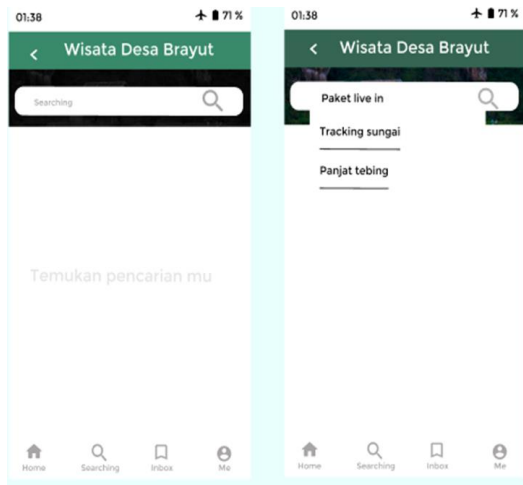 01:38
71 %
Wisata Desa Brayut
Searching
Temukan pencarian mu
Home
Searching
Inbox
Me
01:38
71 %
Wisata Desa Brayut
Paket live in
Tracking sungai
Panjat tebing
Home
Searching
Inbox
Me